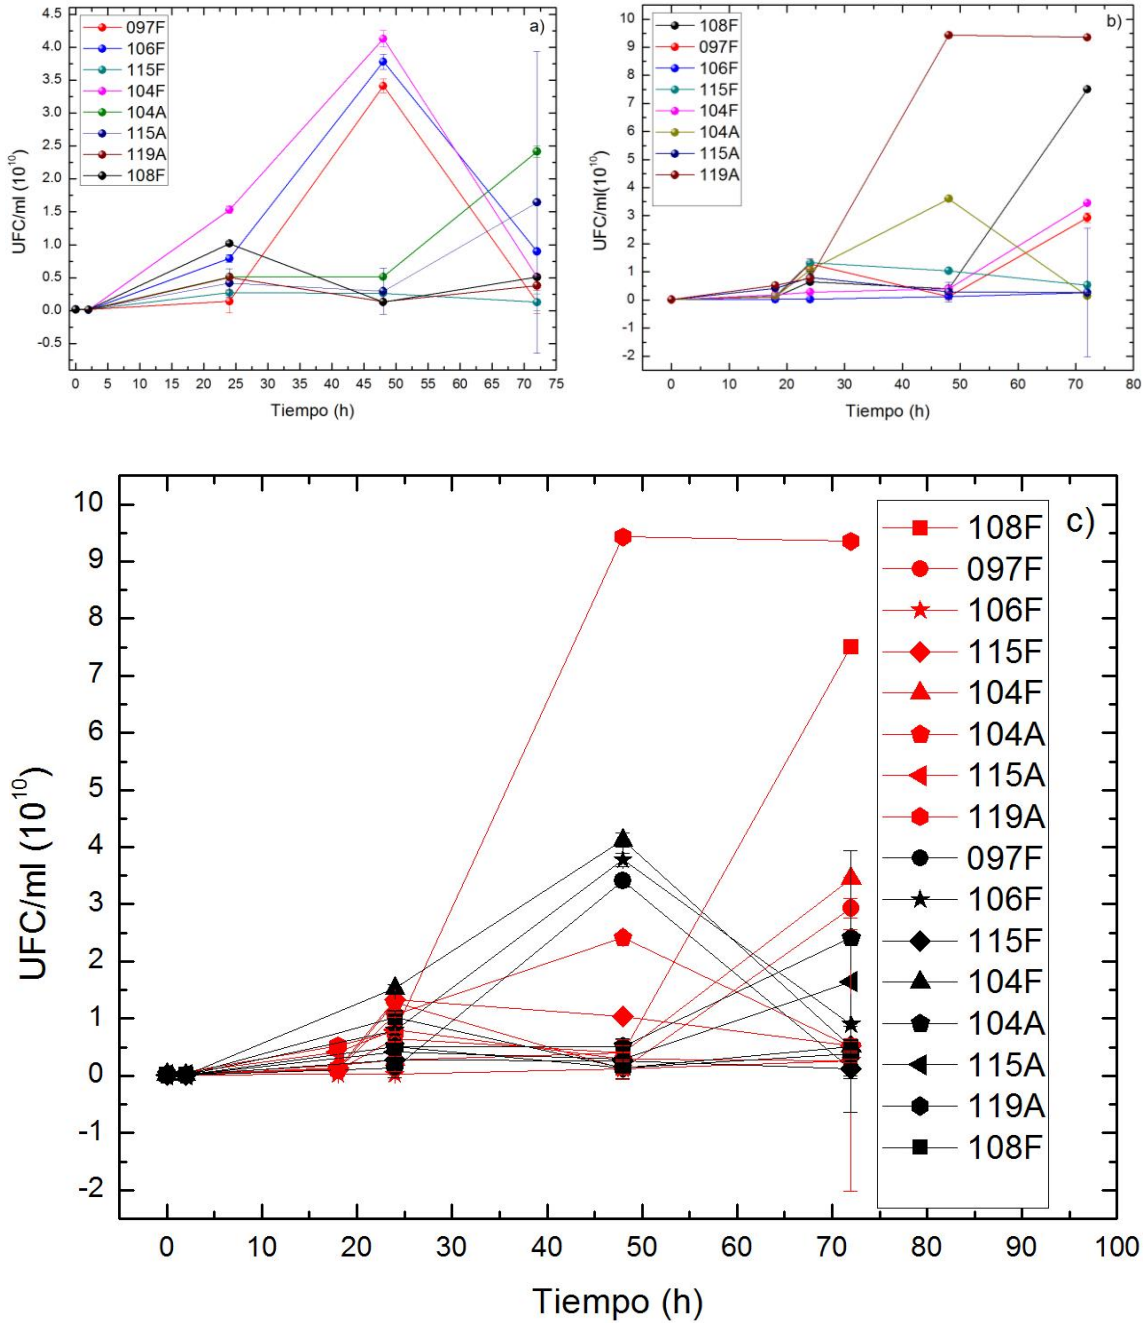 a)
097F
106F
115F
104F
104A
115A
119A
108F
4.5
4.0
3.5
3.0
2.5
2.0
1.5
1.0
0.5
0.0
-0.5
UFC/ml (10¹⁰)
0 5 10 15 20 25 30 35 40 45 50 55 60 65 70 75
Tiempo (h)
b)
108F
097F
106F
115F
104F
104A
115A
119A
10
9
8
7
6
5
4
3
2
1
0
-1
-2
UFC/ml(10¹⁰)
0 10 20 30 40 50 60 70 80
Tiempo (h)
c)
108F
097F
106F
115F
104F
104A
115A
119A
097F
106F
115F
104F
104A
115A
119A
108F
10
9
8
7
6
5
4
3
2
1
0
-1
-2
UFC/ml (10¹⁰)
0 10 20 30 40 50 60 70 80 90 100
Tiempo (h)